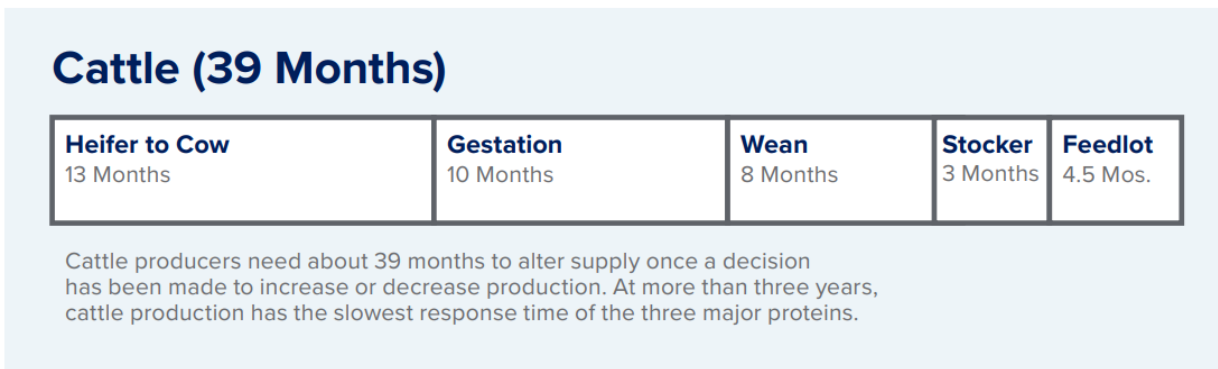 Cattle (39 Months)
Heifer to Cow
13 Months
Gestation
10 Months
Wean
8 Months
Stocker
3 Months
Feedlot
4.5 Mos.
Cattle producers need about 39 months to alter supply once a decision
has been made to increase or decrease production. At more than three years,
cattle production has the slowest response time of the three major proteins.